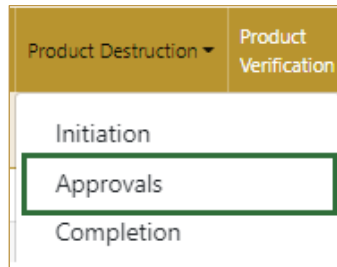 Product Destruction
Product
Verification
Initiation
Approvals
Completion